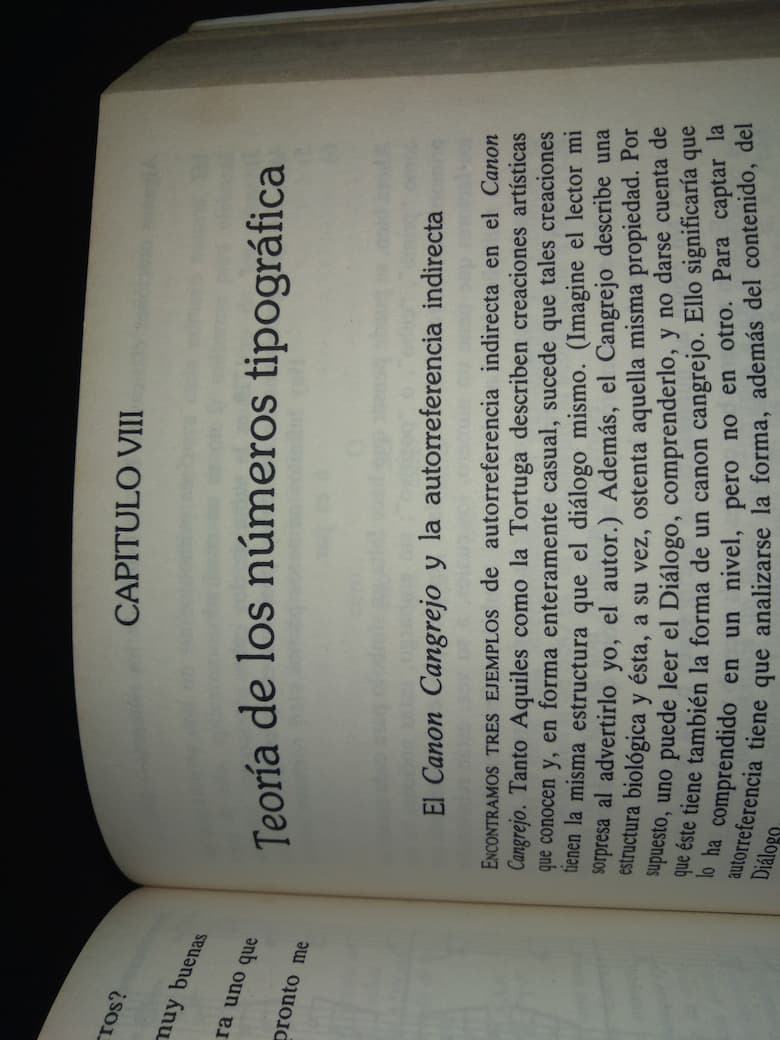 rros?
muy buenas
ra uno que
pronto me
CAPITULO VIII
Teoría de los números tipográfica
El Canon Cangrejo y la autorreferencia indirecta
ENCONTRAMOS TRES EJEMPLOS de autorreferencia indirecta en el Canon
Cangrejo. Tanto Aquiles como la Tortuga describen creaciones artísticas
que conocen y, en forma enteramente casual, sucede que tales creaciones
tienen la misma estructura que el diálogo mismo. (Imagine el lector mi
sorpresa al advertirlo yo, el autor.) Además, el Cangrejo describe una
estructura biológica y ésta, a su vez, ostenta aquella misma propiedad. Por
supuesto, uno puede leer el Diálogo, comprenderlo, y no darse cuenta de
que éste tiene también la forma de un canon cangrejo. Ello significaría que
lo ha comprendido en un nivel, pero no en otro. Para captar la
autorreferencia tiene que analizarse la forma, además del contenido, del
Diálogo